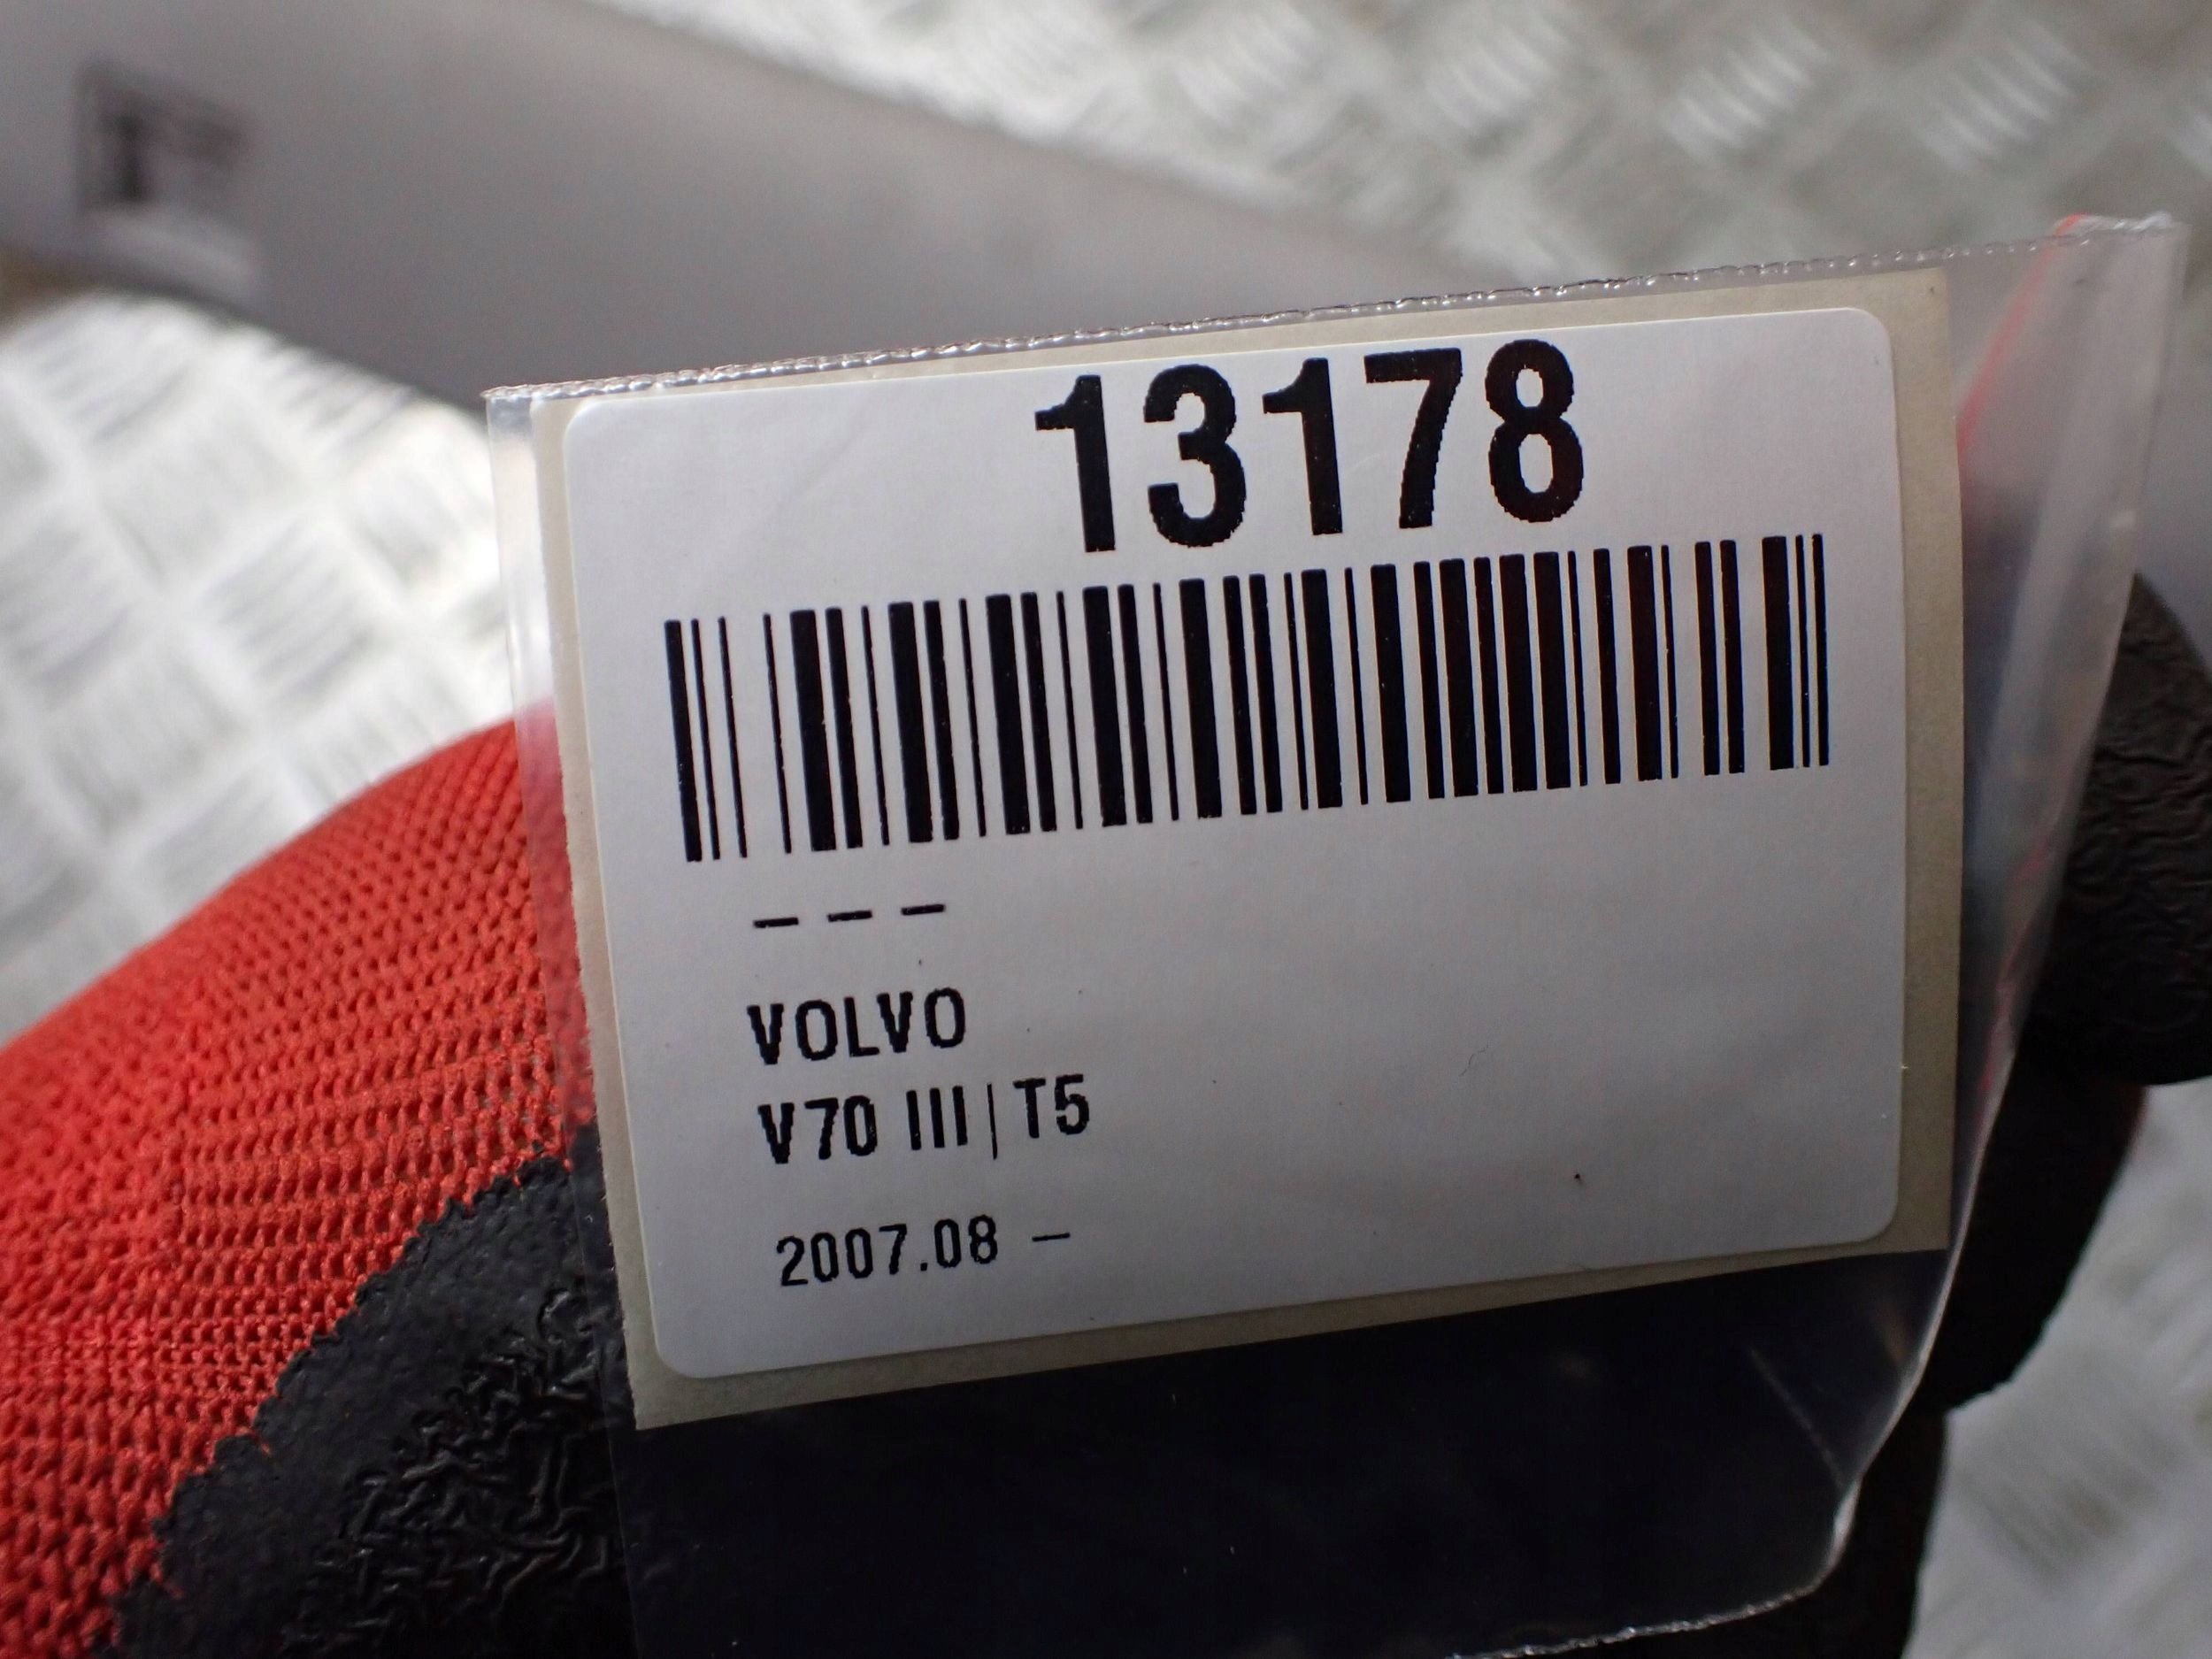 13178
– – –
VOLVO
V70 III | T5
2007.08 –